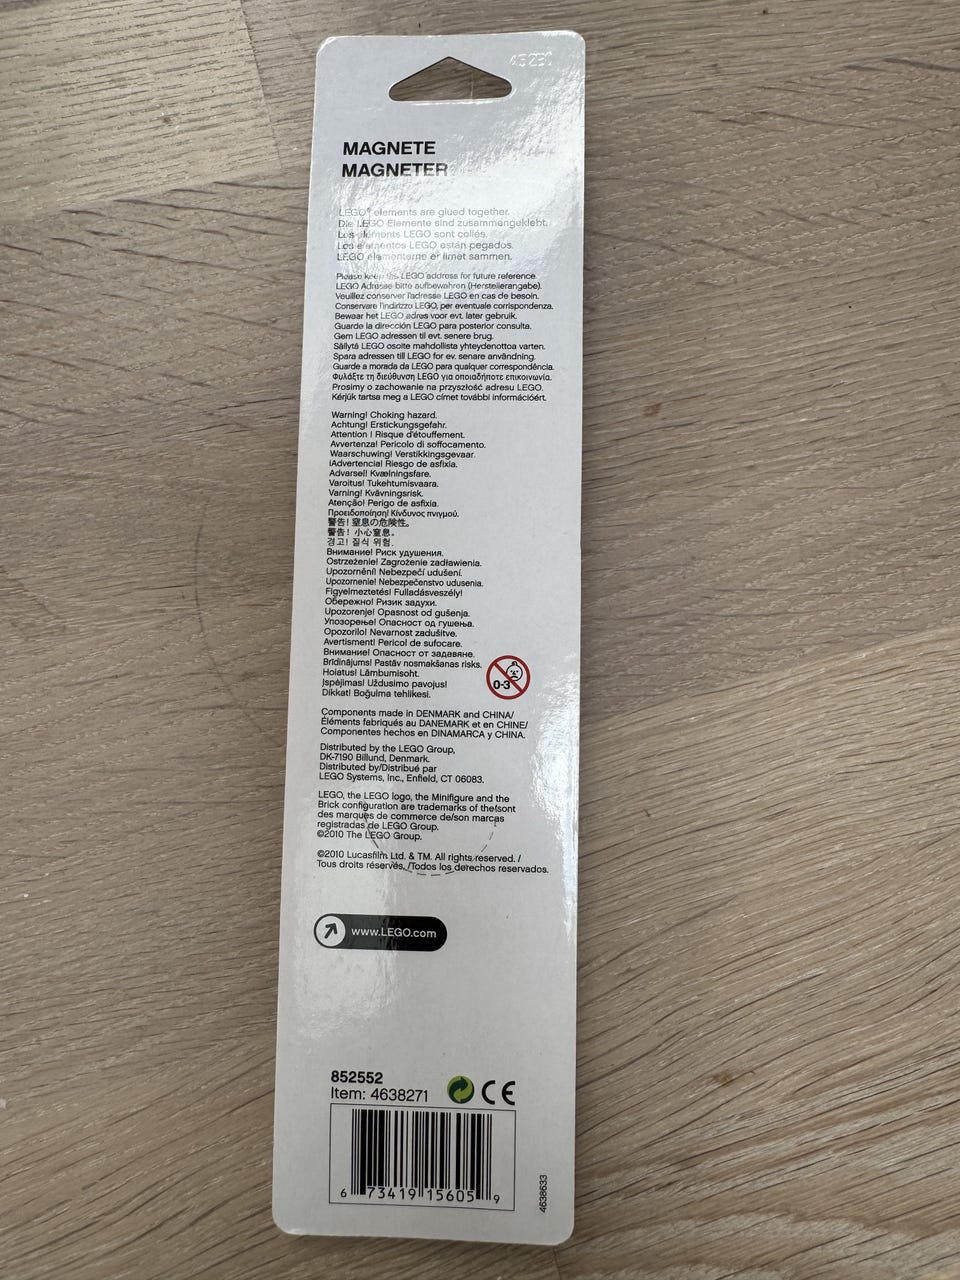 MAGNETE
MAGNETER
LEGO® elements are glued together.
Die LEGO Elemente sind zusammengeklebt.
Les éléments LEGO sont collés.
Los elementos LEGO están pegados.
LEGO elementerne er limet sammen.
Please keep the LEGO address for future reference.
LEGO Adresse bitte aufbewahren (Herstellerangabe).
Veuillez conserver l'adresse LEGO en cas de besoin.
Conservare l'indirizzo LEGO, per eventuale corrispondenza.
Bewaar het LEGO adres voor evt. later gebruik.
Guarde la dirección LEGO para posterior consulta.
Gem LEGO adressen til evt. senere brug.
Säilytä LEGO osoite mahdollista yhteydenottoa varten.
Spara adressen till LEGO for ev. senare användning.
Guarde a morada da LEGO para qualquer correspondência.
Φυλάξτε τη διεύθυνση LEGO για οποιαδήποτε επικοινωνία.
Prosimy o zachowanie na przyszłość adresu LEGO.
Kérjük tartsa meg a LEGO címet további információért.
Warning! Choking hazard.
Achtung! Erstickungsgefahr.
Attention ! Risque d'étouffement.
Avvertenza! Pericolo di soffocamento.
Waarschuwing! Verstikkingsgevaar.
¡Advertencia! Riesgo de asfixia.
Advarsel! Kvælningsfare.
Varoitus! Tukehtumisvaara.
Varning! Kvävningsrisk.
Atenção! Perigo de asfixia.
Προειδοποίηση! Κίνδυνος πνιγμού.
警告! 窒息の危険性。
警告! 小心窒息。
경고! 질식 위험.
Внимание! Риск удушения.
Ostrzeżenie! Zagrożenie zadławienia.
Upozornění! Nebezpečí udušení.
Upozornenie! Nebezpečenstvo udusenia.
Figyelmeztetés! Fulladásveszély!
Обережно! Ризик задухи.
Upozorenje! Opasnost od gušenja.
Упозорење! Опасност од гушења.
Opozorilo! Nevarnost zadušitve.
Avertisment! Pericol de sufocare.
Внимание! Опасност от задавяне.
Brīdinājums! Pastāv nosmakšanas risks.
Hoiatus! Lämbumisoht.
Įspėjimas! Uždusimo pavojus!
Dikkat! Boğulma tehlikesi.
0-3
Components made in DENMARK and CHINA/
Éléments fabriqués au DANEMARK et en CHINE/
Componentes hechos en DINAMARCA y CHINA.
Distributed by the LEGO Group,
DK-7190 Billund, Denmark.
Distributed by/Distribué par
LEGO Systems, Inc., Enfield, CT 06083.
LEGO, the LEGO logo, the Minifigure and the
Brick configuration are trademarks of the/sont
des marques de commerce de/son marcas
registradas de LEGO Group.
©2010 The LEGO Group.
©2010 Lucasfilm Ltd. & TM. All rights reserved. /
Tous droits réservés. /Todos los derechos reservados.
www.LEGO.com
852552
Item: 4638271
CE
6 73419 15605 9
4638633